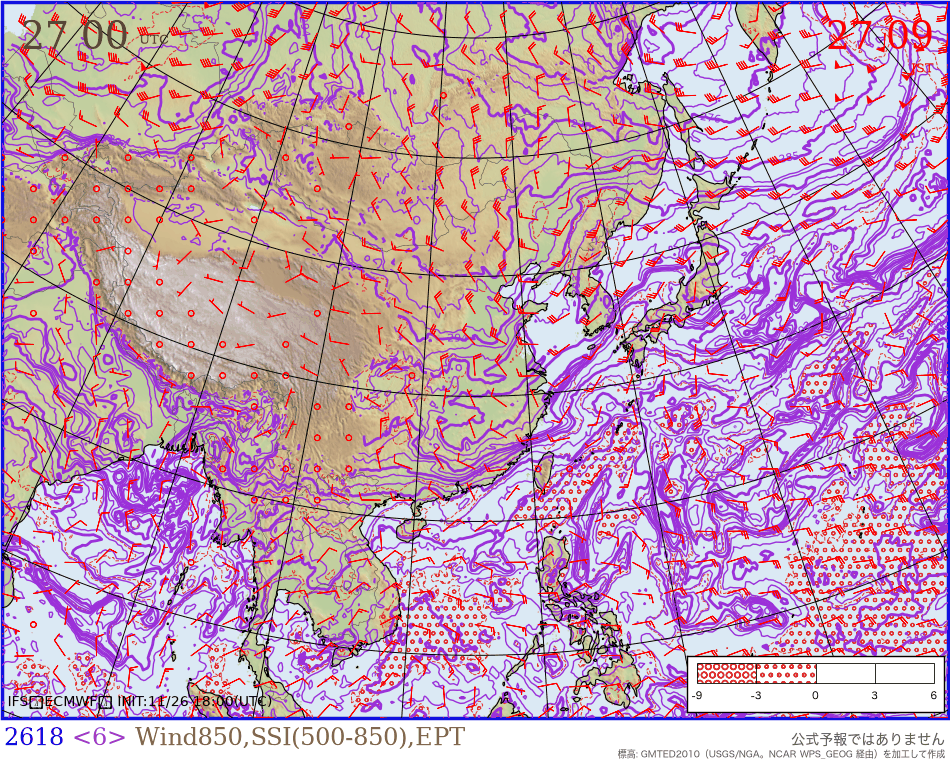 27.00 UTC
27.09
JST
IFS(ECMWF) INIT:11/26 18:00(UTC)
-9 -3 0 3 6
2618 <6> Wind850,SSI(500-850),EPT
公式予報ではありません
標高: GMTED2010（USGS/NGA。NCAR WPS_GEOG 経由）を加工して作成